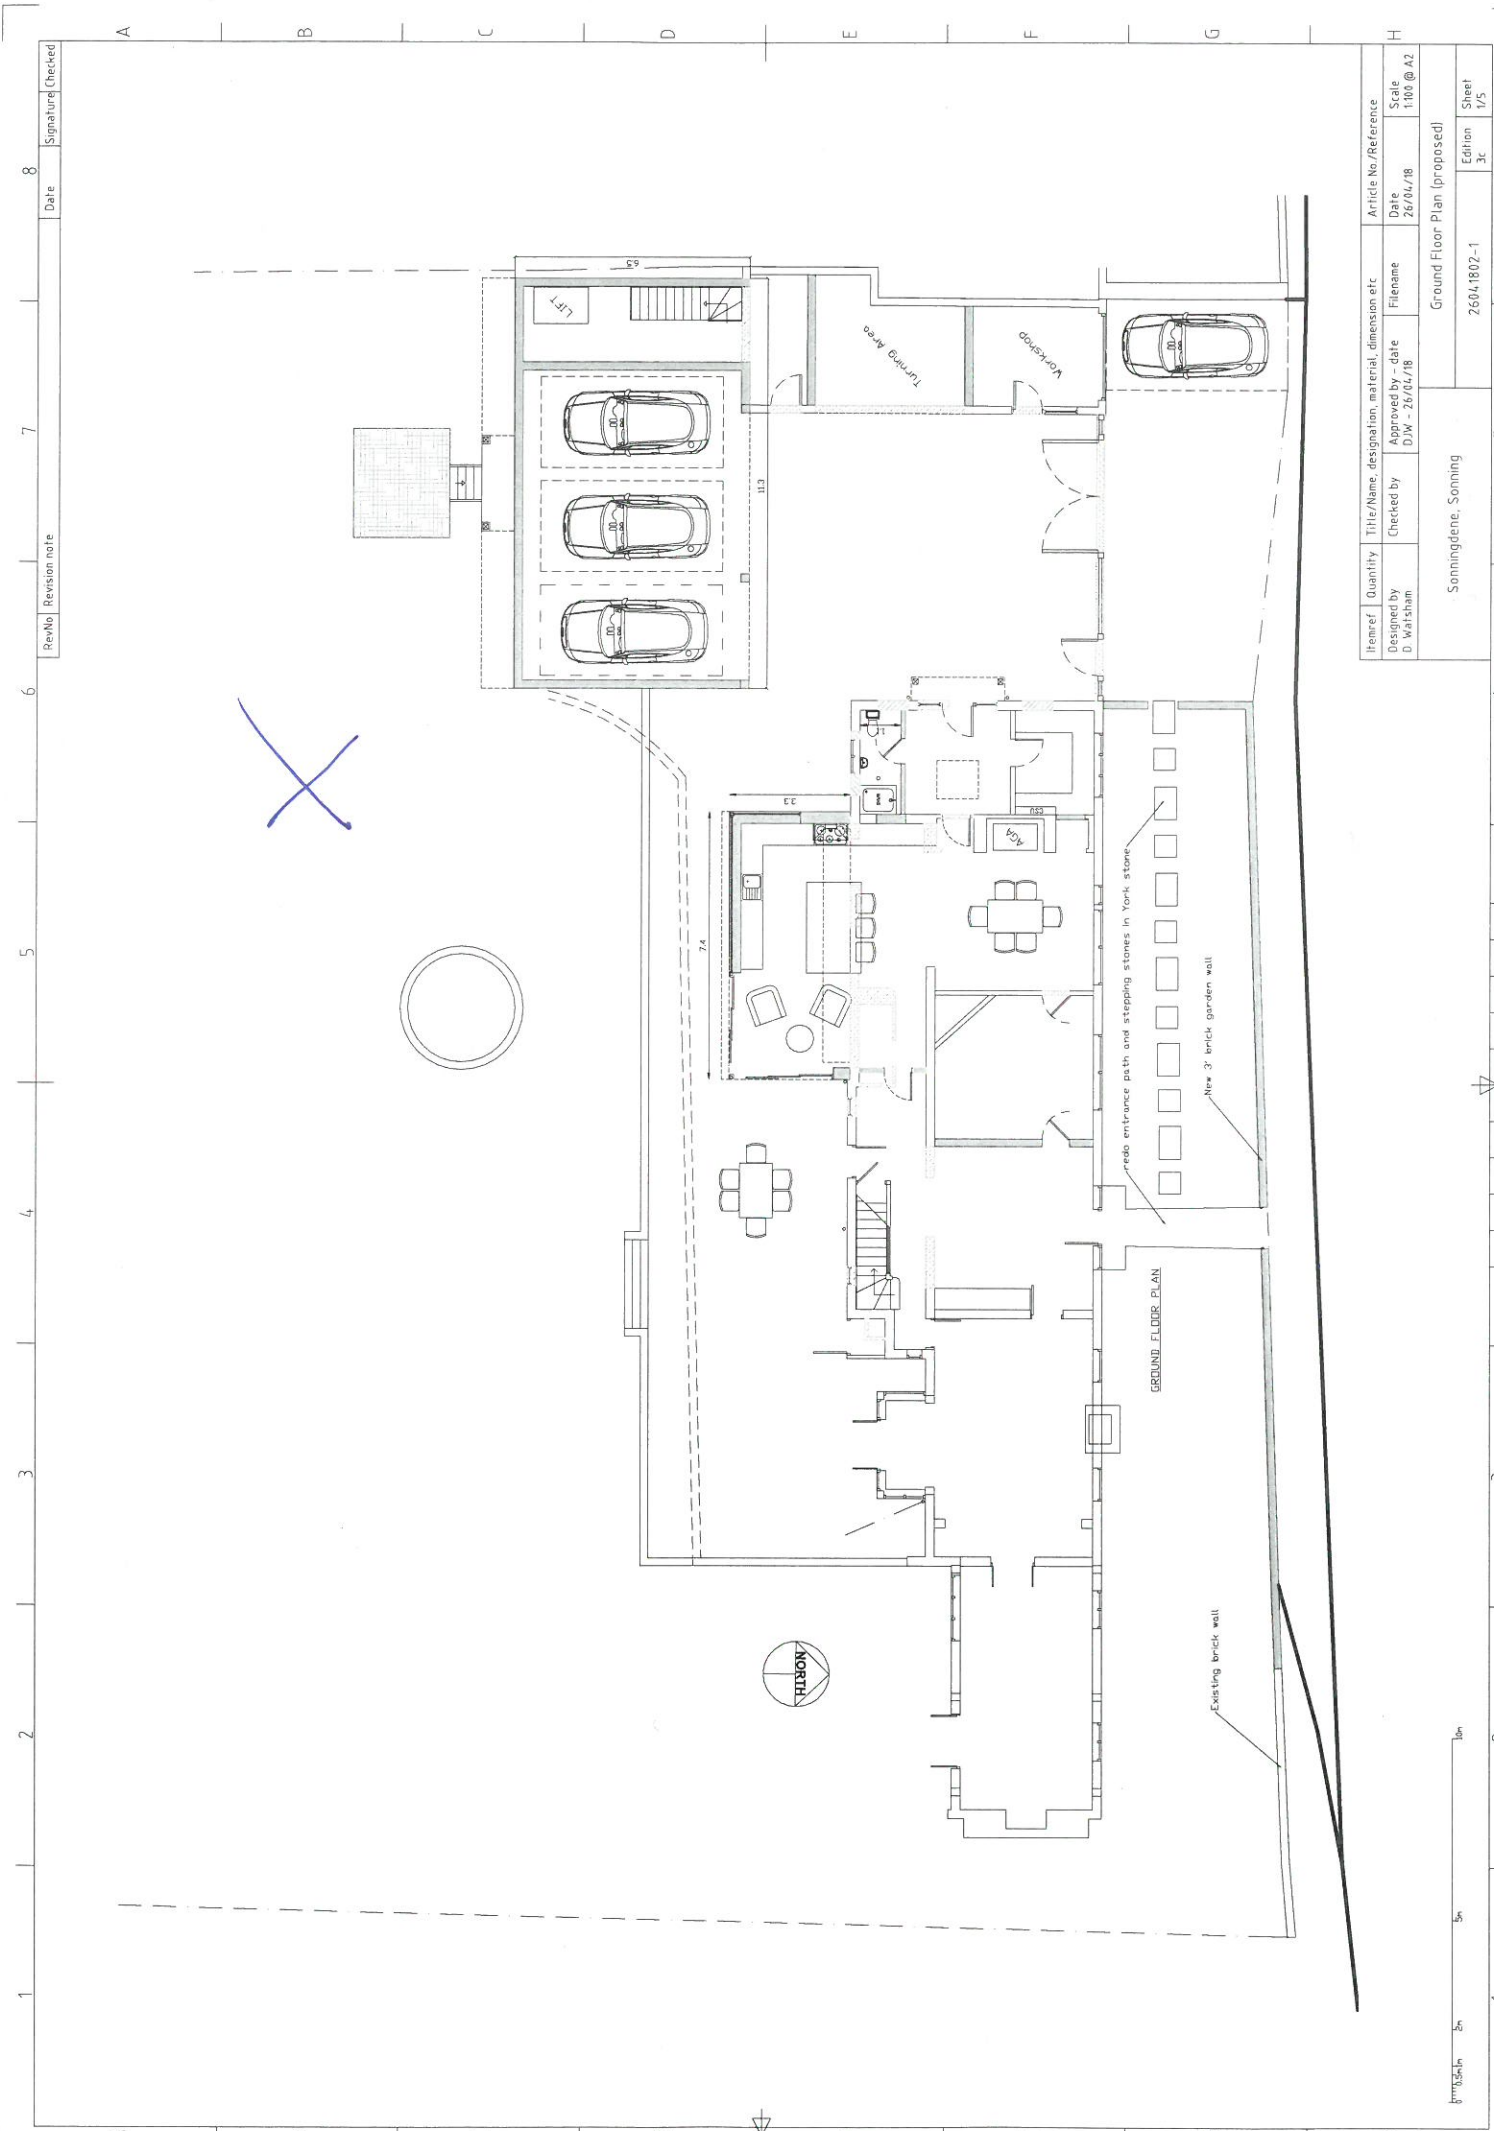 RevNo
Revision note
Date
Signature
Checked
1
2
3
4
5
6
7
8
A
B
C
D
E
F
G
H
LIFT
6.5
11.3
Turning Area
Workshop
3.3
7.4
1.1
CSU
AGA
NORTH
redo entrance path and stepping stones in York stone
New 3' brick garden wall
Existing brick wall
GROUND FLOOR PLAN
0
0.5m
1m
2m
5m
10m
Itemref
Quantity
Title/Name, designation, material, dimension etc
Article No./Reference
Designed by
D. Watsham
Checked by
Approved by - date
DJW - 26/04/18
Filename
Date
26/04/18
Scale
1:100 @ A2
Sonningdene, Sonning
Ground Floor Plan (proposed)
26041802-1
Edition
3c
Sheet
1/5